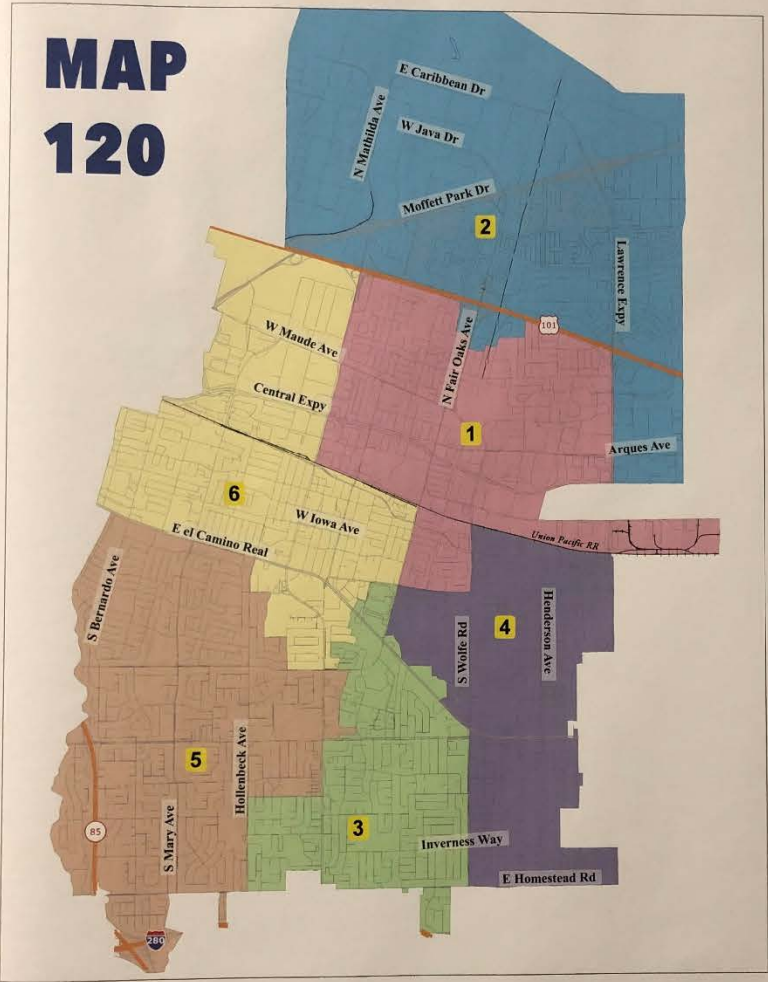 MAP
120
E Caribbean Dr
N Mathilda Ave
W Java Dr
Moffett Park Dr
2
Lawrence Expy
101
W Maude Ave
N Fair Oaks Ave
Central Expy
1
Arques Ave
6
W Iowa Ave
E el Camino Real
Union Pacific RR
S Bernardo Ave
S Wolfe Rd
4
Henderson Ave
Hollenbeck Ave
5
S Mary Ave
3
85
Inverness Way
E Homestead Rd
280